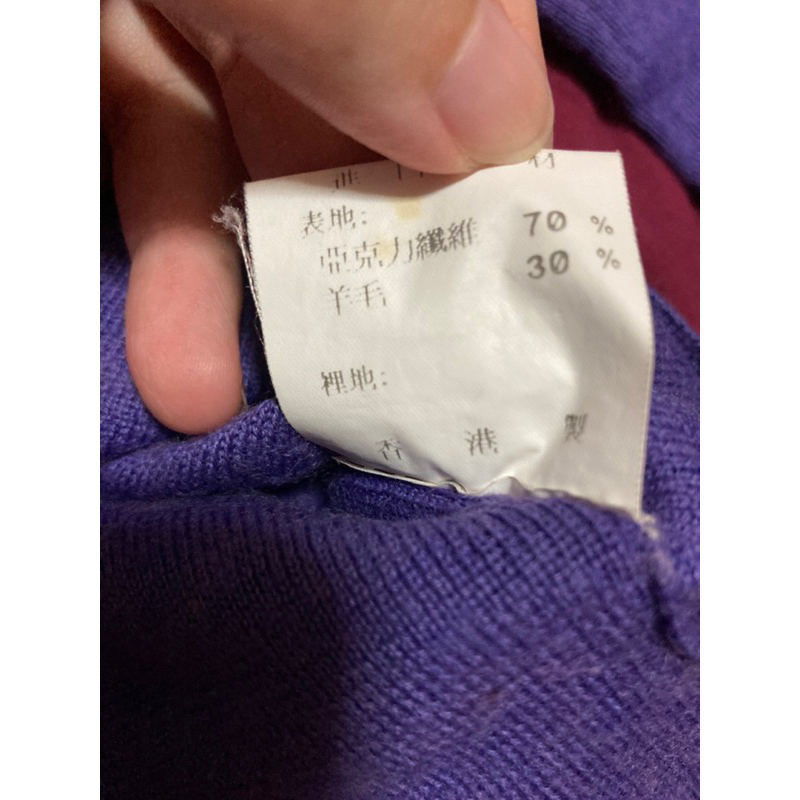 表地:
亞克力纖維 70 %
羊毛 30 %
裡地:
香 港 製